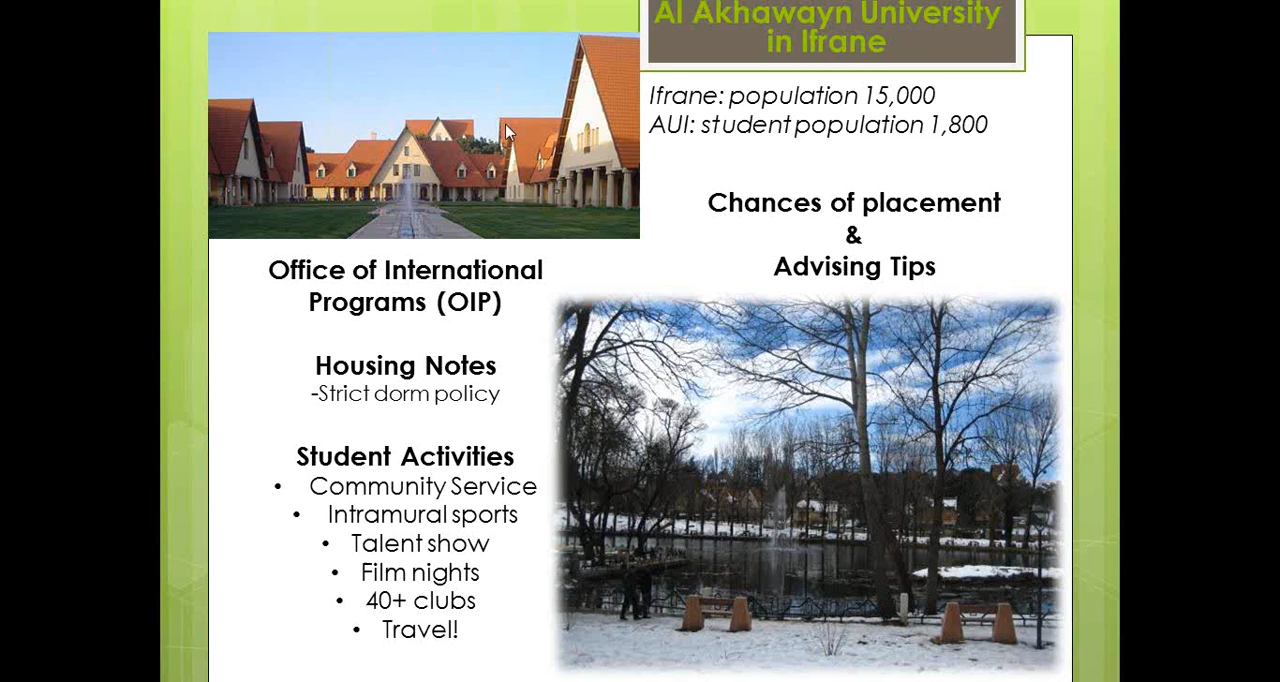 Al Akhawayn University
in Ifrane
Ifrane: population 15,000
AUI: student population 1,800
Chances of placement
&
Advising Tips
Office of International
Programs (OIP)
Housing Notes
-Strict dorm policy
Student Activities
• Community Service
• Intramural sports
• Talent show
• Film nights
• 40+ clubs
• Travel!